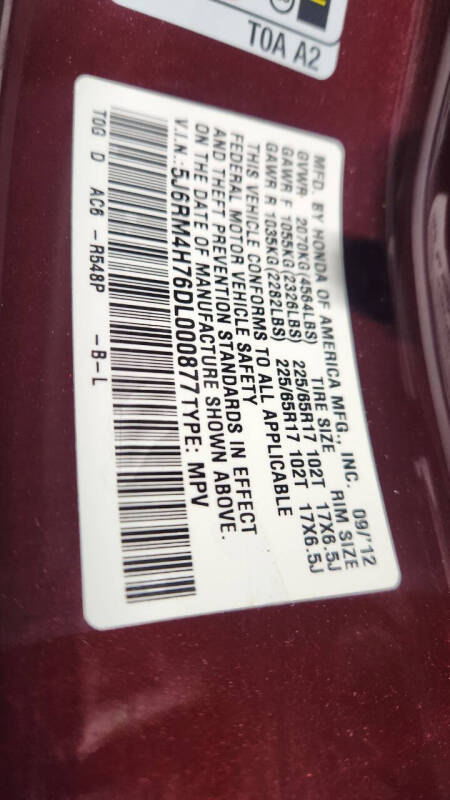 T0A A2
MFD. BY HONDA OF AMERICA MFG., INC. 09/'12
TIRE SIZE RIM SIZE
GVWR 2070KG(4564LBS)
GAWR F 1055KG(2326LBS) 225/65R17 102T 17X6.5J
GAWR R 1035KG(2282LBS) 225/65R17 102T 17X6.5J
THIS VEHICLE CONFORMS TO ALL APPLICABLE
FEDERAL MOTOR VEHICLE SAFETY
AND THEFT PREVENTION STANDARDS IN EFFECT
ON THE DATE OF MANUFACTURE SHOWN ABOVE.
V.I.N.:5J6RM4H76DL000877 TYPE: MPV
T0G D AC6 -R548P -B-L